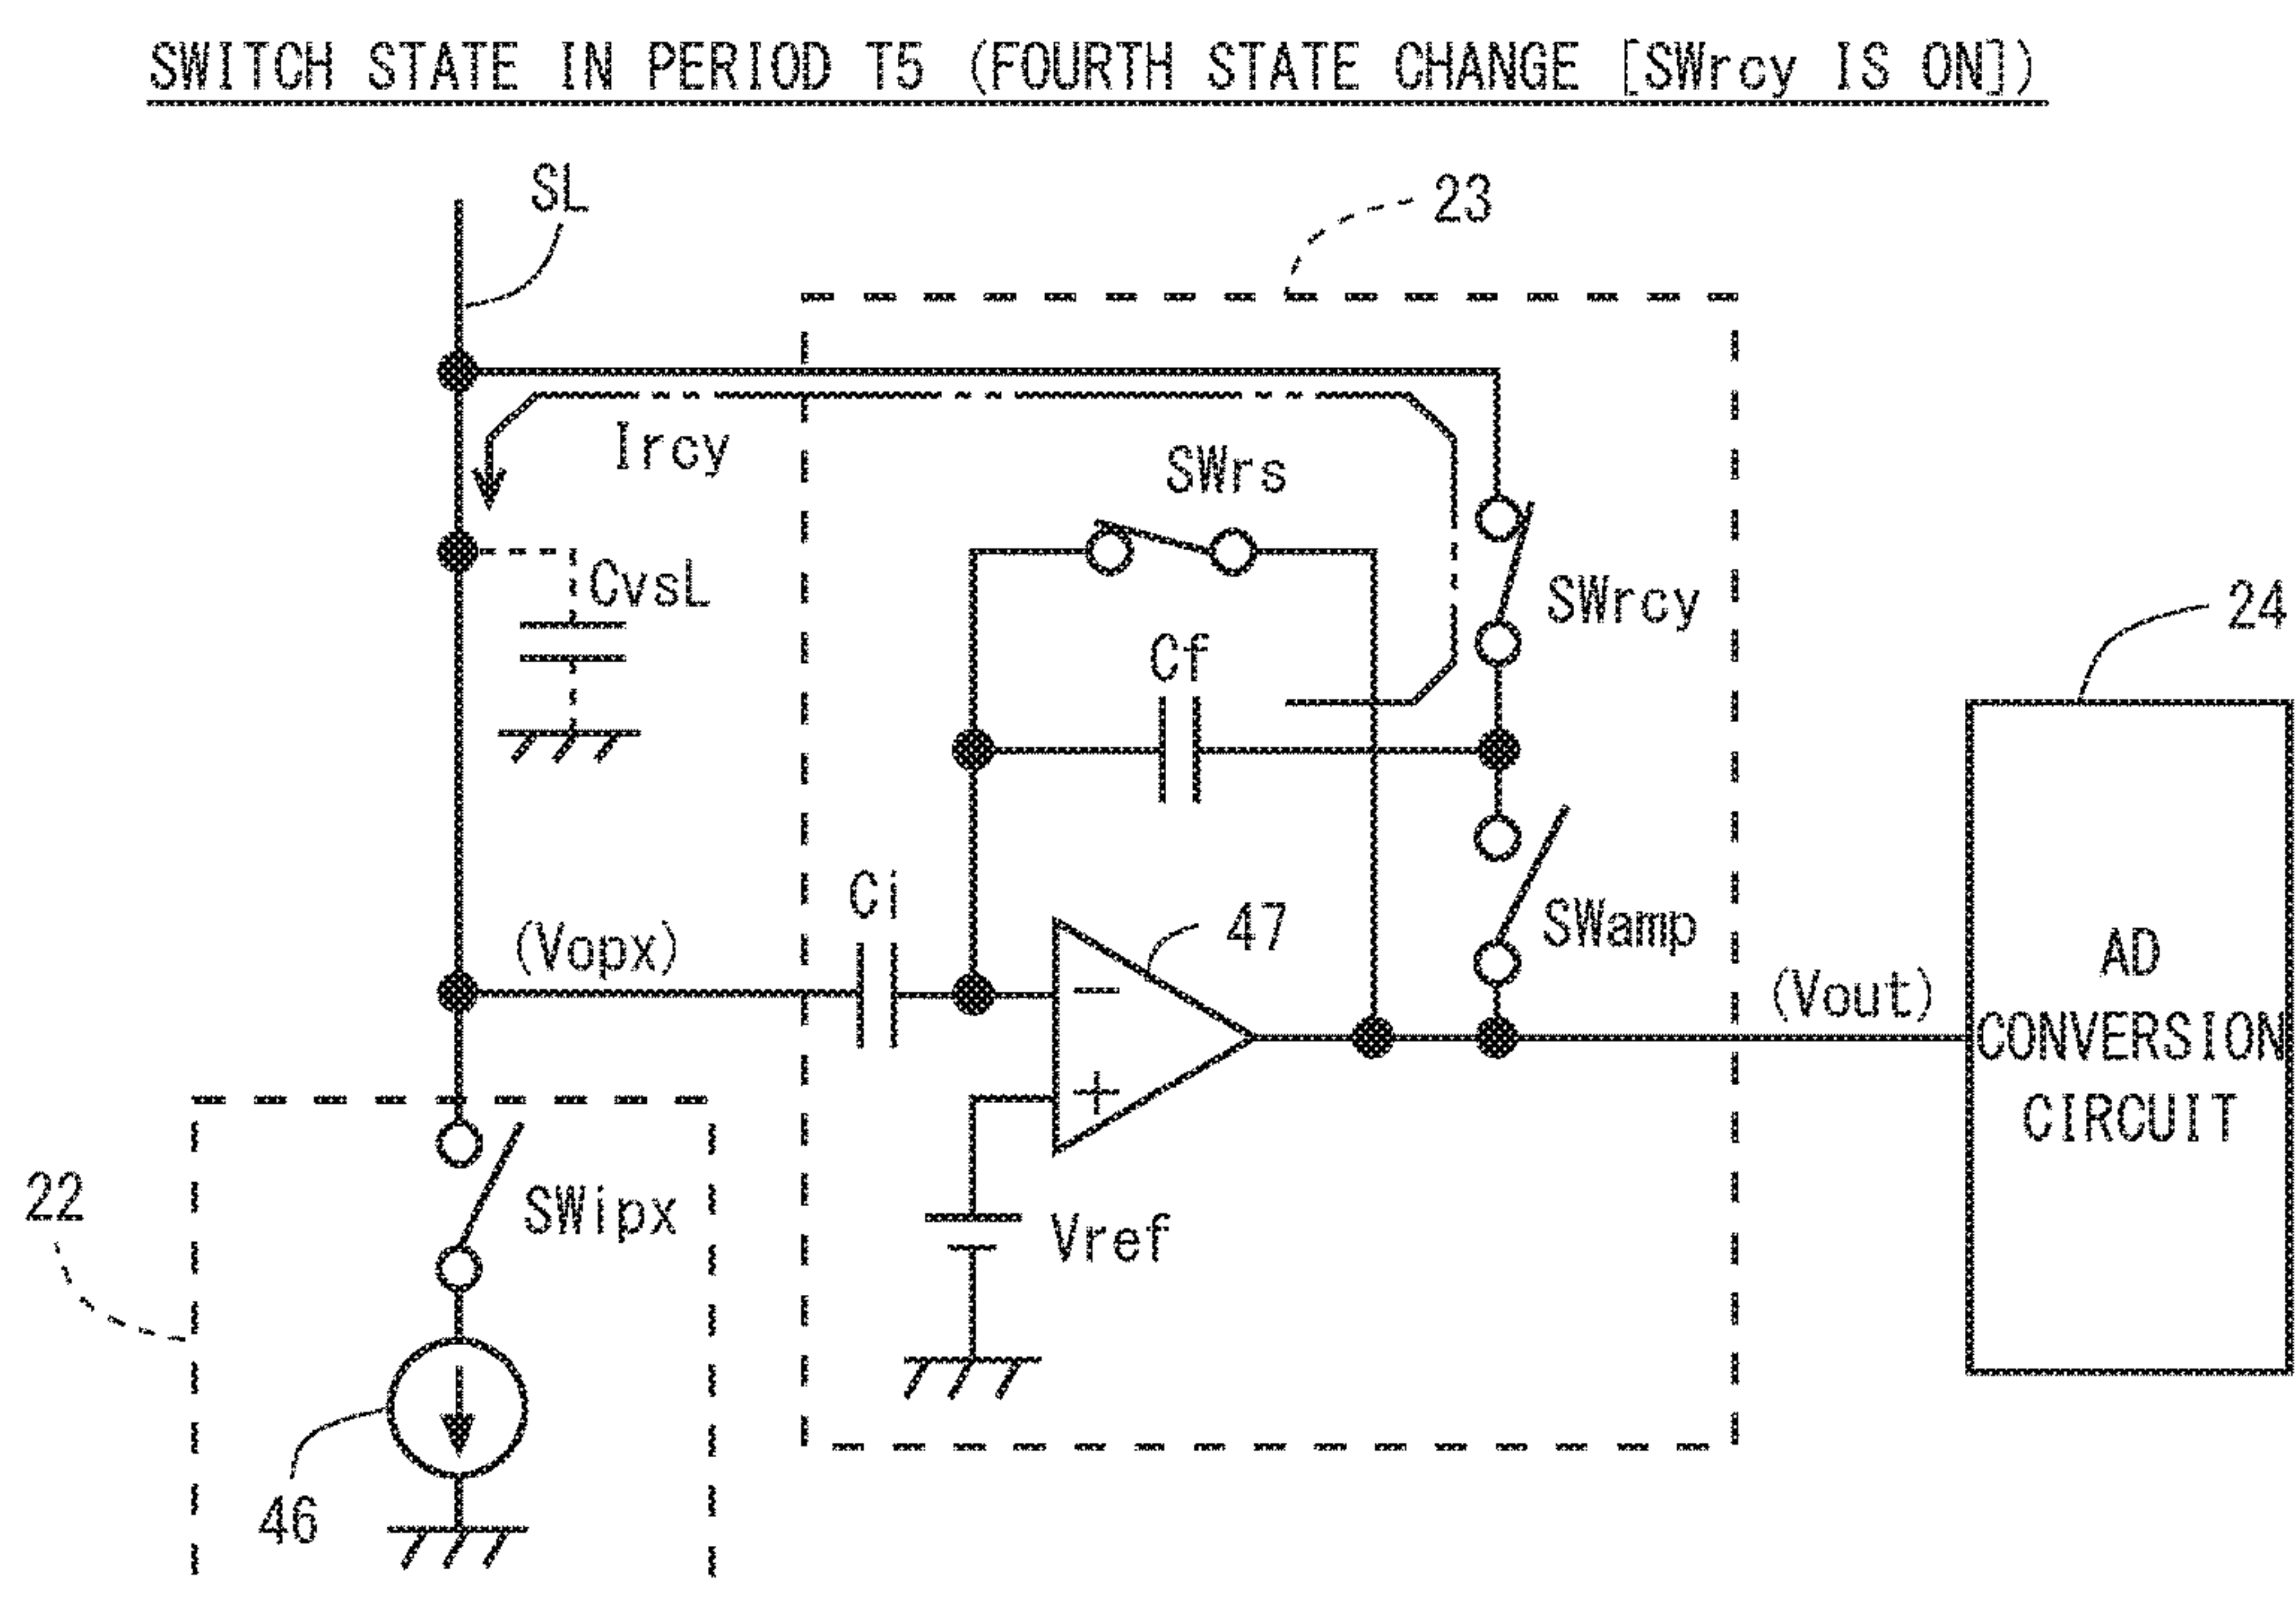 SWITCH STATE IN PERIOD T5 (FOURTH STATE CHANGE [SWrcy IS ON])
SL
23
Ircy
SWrs
CvsL
SWrcy
24
Cf
Ci
(Vopx)
47
SWamp
(Vout)
AD
CONVERSION
CIRCUIT
−
+
22
SWipx
Vref
46